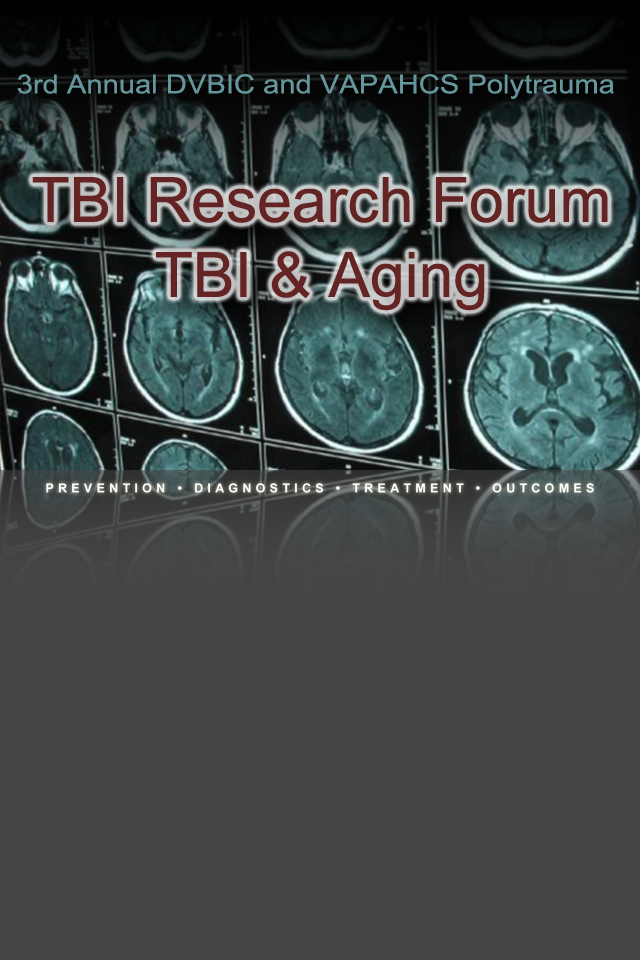 3rd Annual DVBIC and VAPAHCS Polytrauma
TBI Research Forum
TBI & Aging
PREVENTION • DIAGNOSTICS • TREATMENT • OUTCOMES